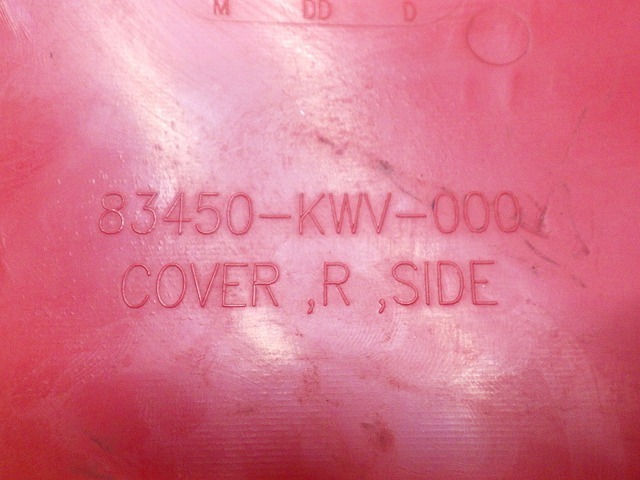 M DD D
83450-KWV-000
COVER ,R ,SIDE